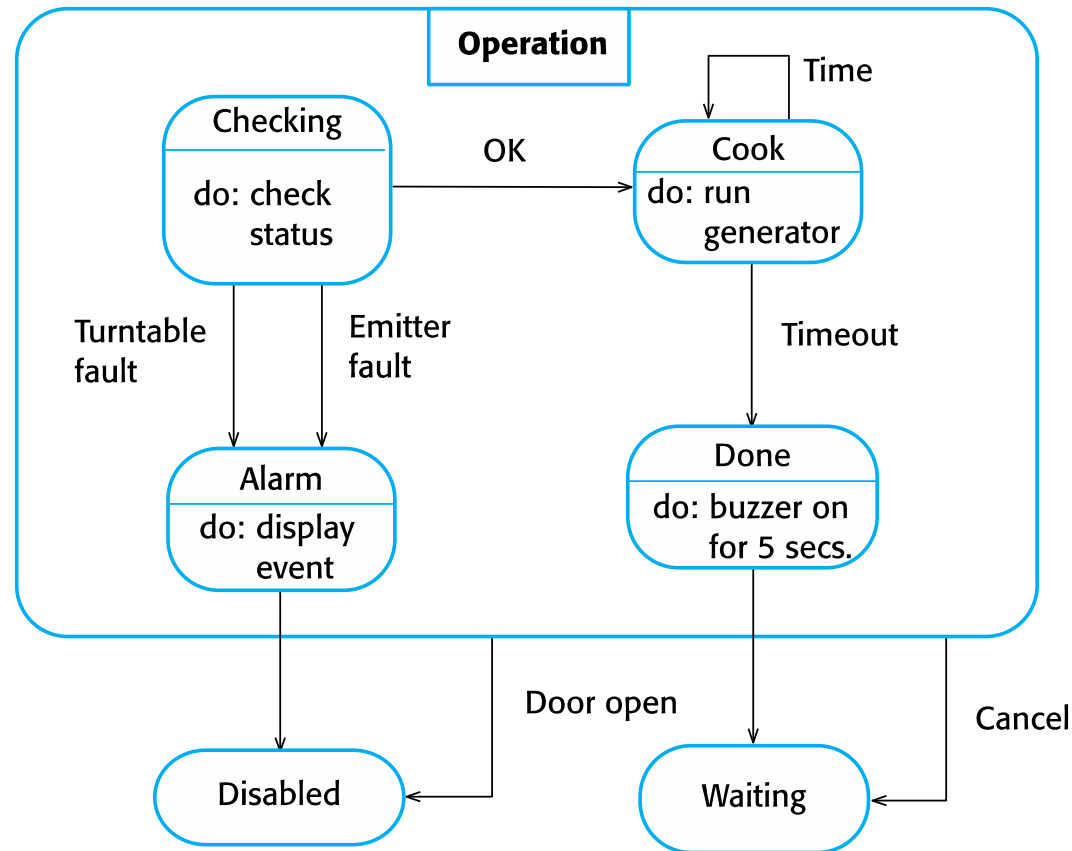 Operation
Time
Checking
do: check
status
OK
Cook
do: run
generator
Turntable
fault
Emitter
fault
Timeout
Alarm
do: display
event
Done
do: buzzer on
for 5 secs.
Door open
Cancel
Disabled
Waiting